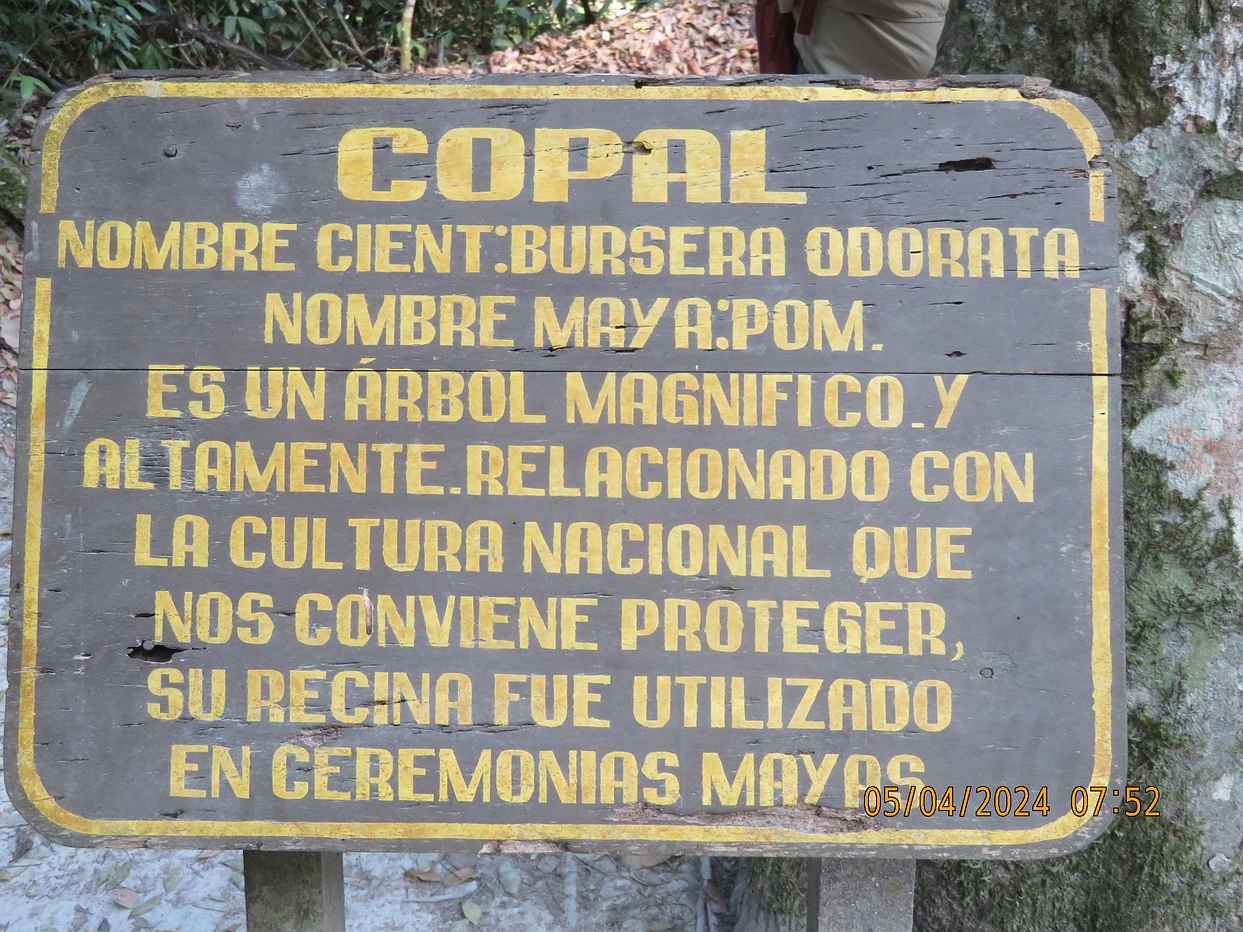 COPAL
NOMBRE CIENT:BURSERA ODORATA
NOMBRE MAYA:POM.
ES UN ÁRBOL MAGNIFICO.Y
ALTAMENTE.RELACIONADO CON
LA CULTURA NACIONAL QUE
NOS CONVIENE PROTEGER,
SU RECINA FUE UTILIZADO
EN CEREMONIAS MAYAS
05/04/2024 07:52